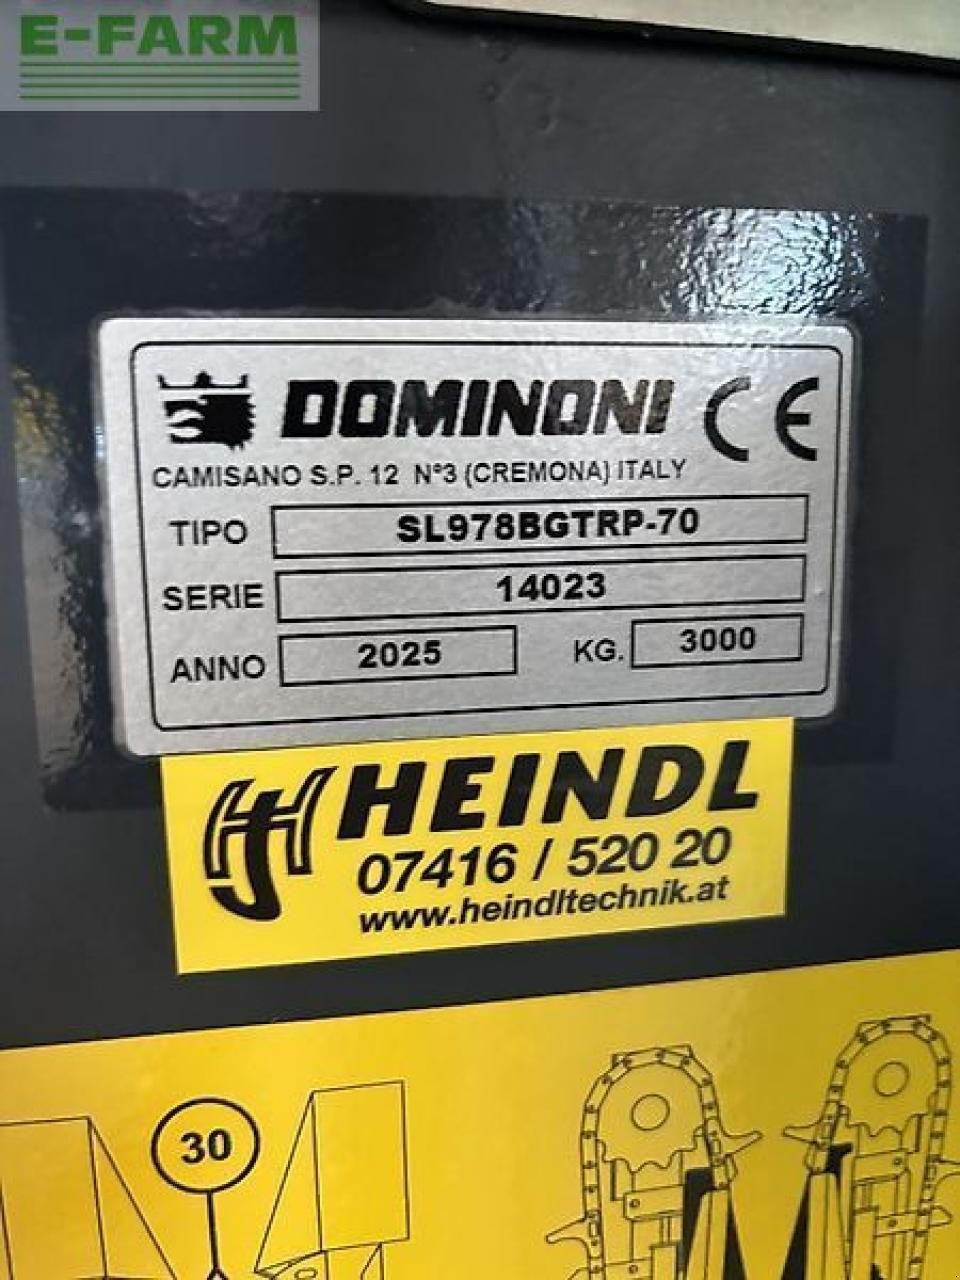 E-FARM
DOMINONI CE
CAMISANO S.P. 12 N°3 (CREMONA) ITALY
TIPO SL978BGTRP-70
SERIE 14023
ANNO 2025 KG. 3000
HEINDL
07416 / 520 20
www.heindltechnik.at
30